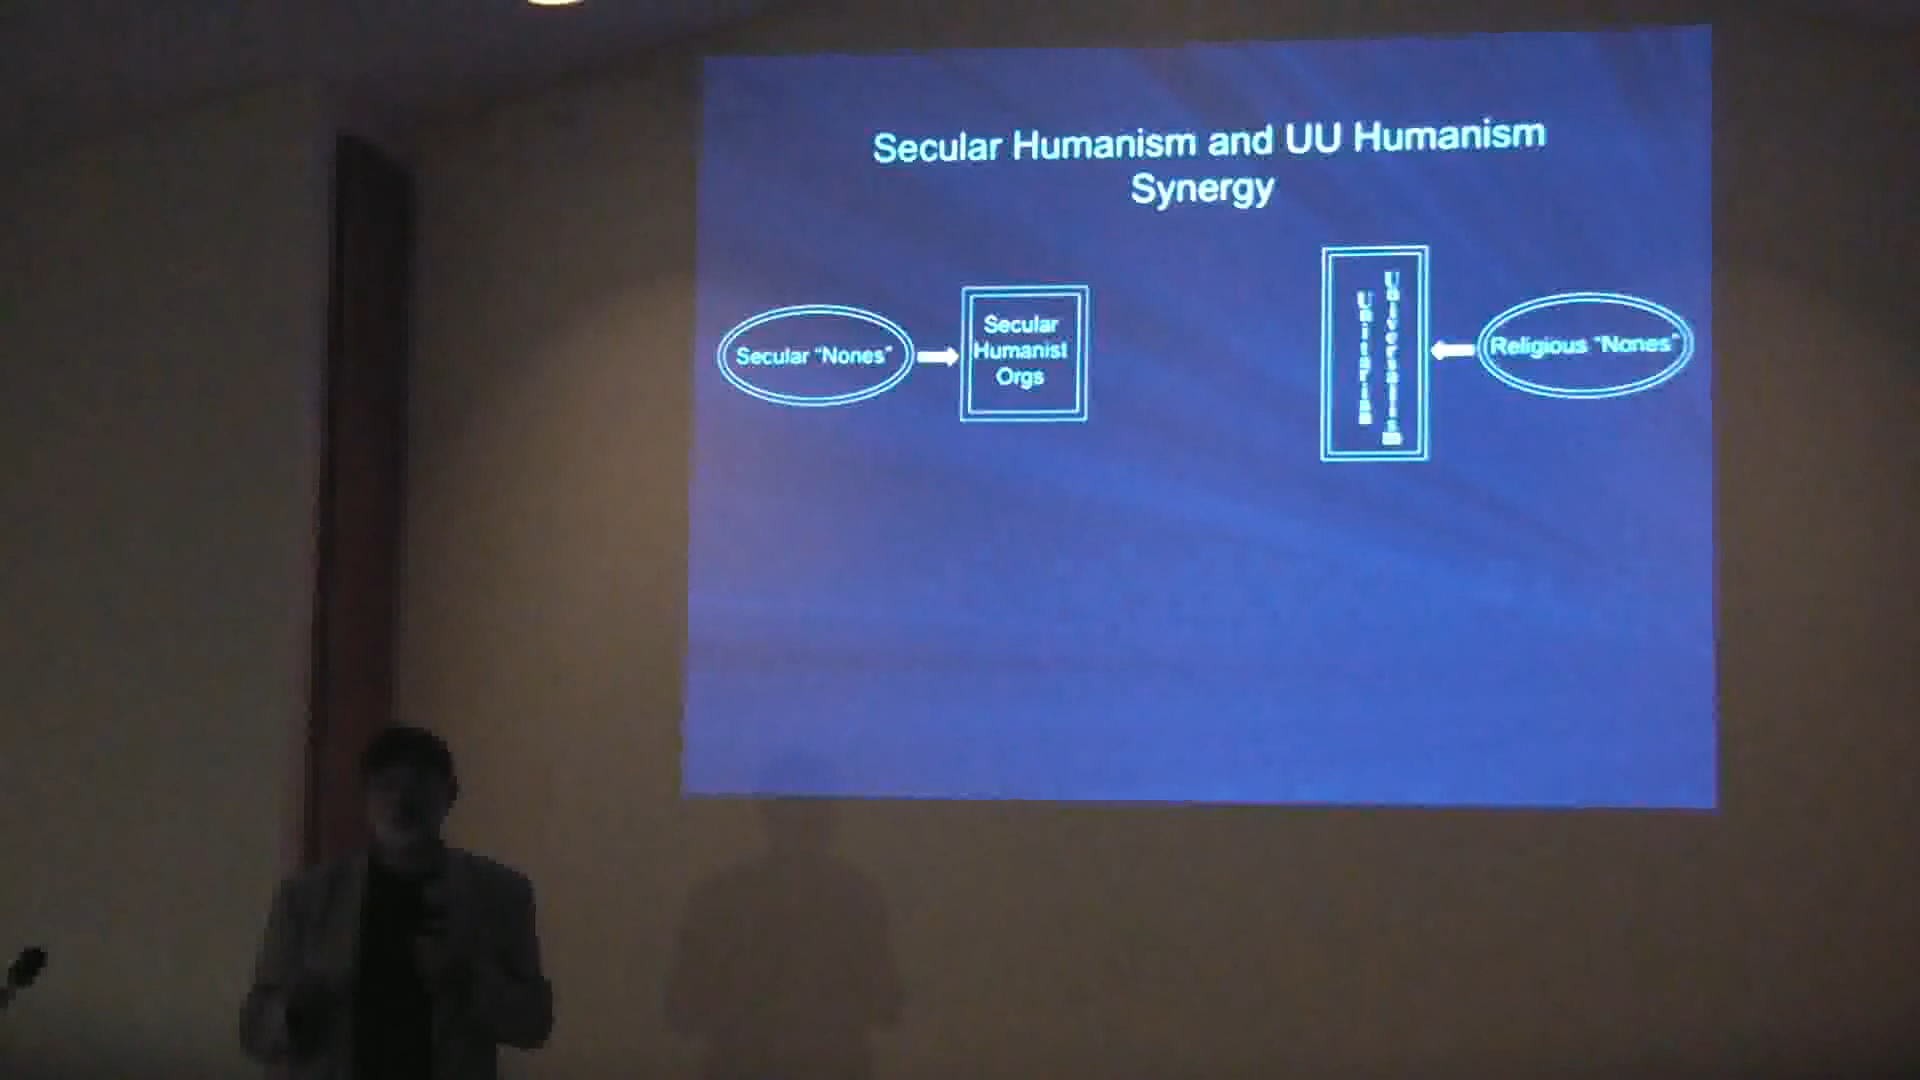 Secular Humanism and UU Humanism
Synergy
Secular “Nones”
Secular
Humanist
Orgs
Unitarian
Universalism
Religious “Nones”